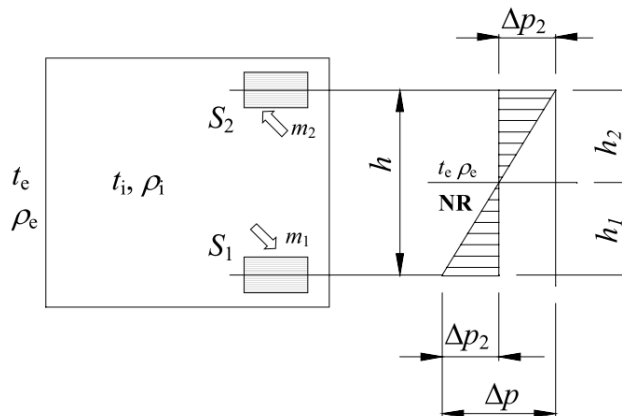 Δp₂
S₂
m₂
h
h₂
tₑ
ρₑ
tᵢ, ρᵢ
tₑ ρₑ
NR
m₁
S₁
h₁
Δp₂
Δp